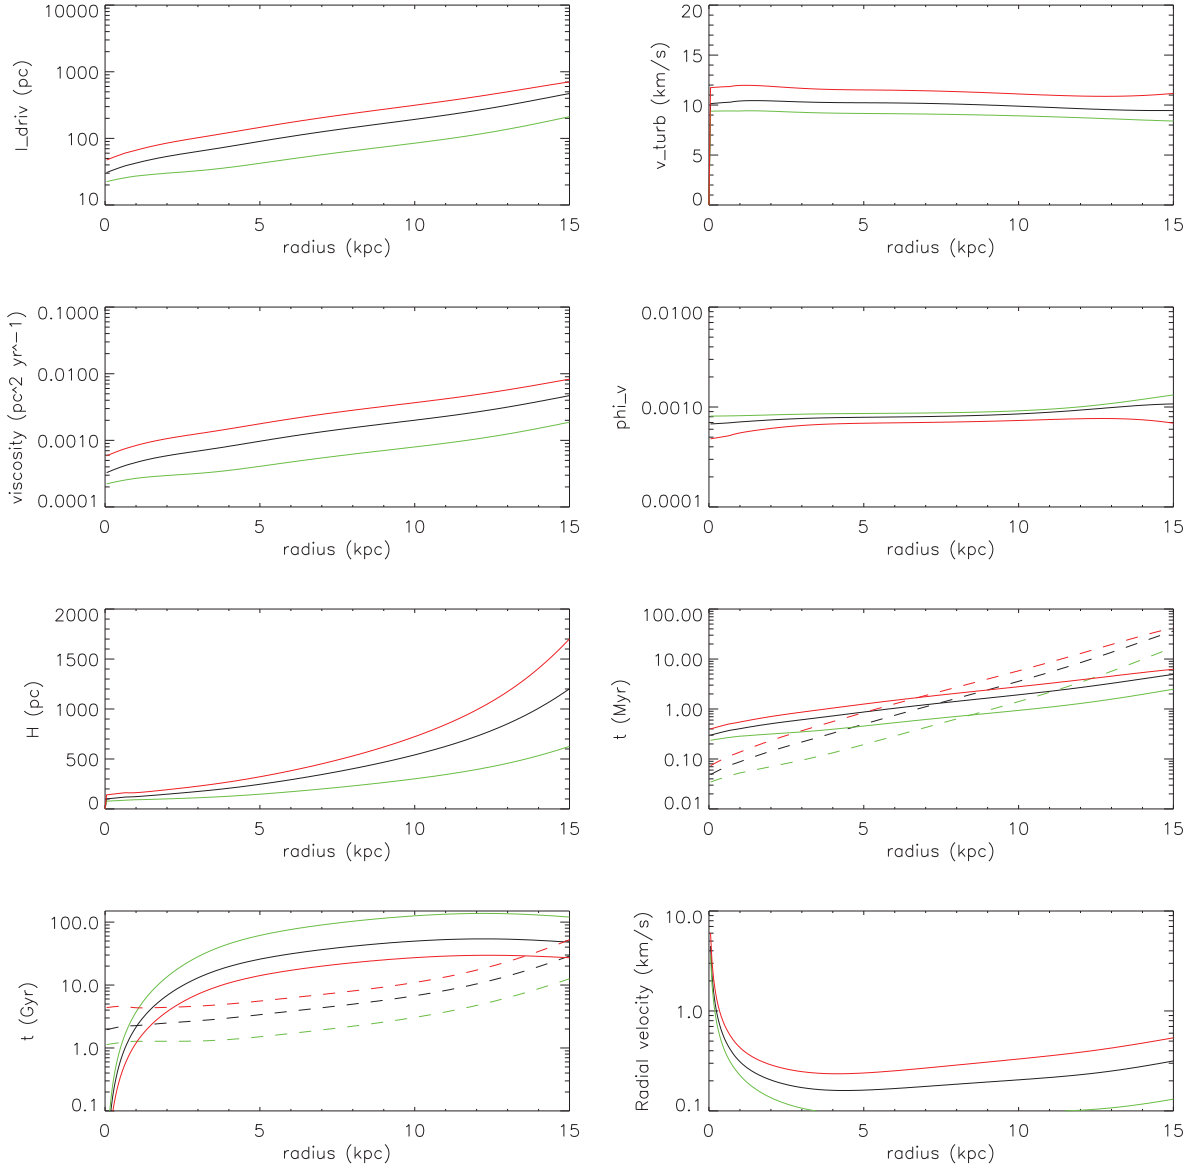 10000
1000
100
10
l_driv (pc)
0 5 10 15
radius (kpc)
20
15
10
5
0
v_turb (km/s)
0 5 10 15
radius (kpc)
0.1000
0.0100
0.0010
0.0001
viscosity (pc^2 yr^-1)
0 5 10 15
radius (kpc)
0.0100
0.0010
0.0001
phi_v
0 5 10 15
radius (kpc)
2000
1500
1000
500
0
H (pc)
0 5 10 15
radius (kpc)
100.00
10.00
1.00
0.10
0.01
t (Myr)
0 5 10 15
radius (kpc)
100.0
10.0
1.0
0.1
t (Gyr)
0 5 10 15
radius (kpc)
10.0
1.0
0.1
Radial velocity (km/s)
0 5 10 15
radius (kpc)